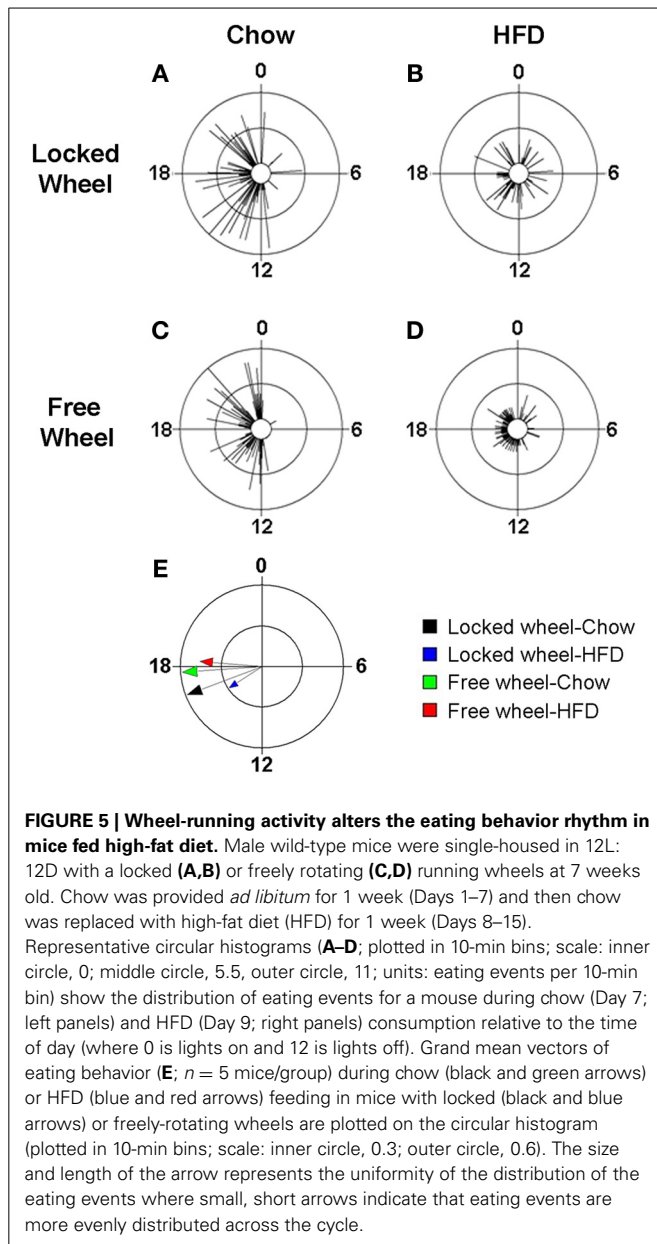 Chow HFD
A B
0 0
Locked
Wheel
18 6 18 6
12 12
C D
0 0
Free
Wheel
18 6 18 6
12 12
E
0
18 6
12
Locked wheel-Chow
Locked wheel-HFD
Free wheel-Chow
Free wheel-HFD
FIGURE 5 | Wheel-running activity alters the eating behavior rhythm in
mice fed high-fat diet. Male wild-type mice were single-housed in 12L:
12D with a locked (A,B) or freely rotating (C,D) running wheels at 7 weeks
old. Chow was provided ad libitum for 1 week (Days 1–7) and then chow
was replaced with high-fat diet (HFD) for 1 week (Days 8–15).
Representative circular histograms (A–D; plotted in 10-min bins; scale: inner
circle, 0; middle circle, 5.5, outer circle, 11; units: eating events per 10-min
bin) show the distribution of eating events for a mouse during chow (Day 7;
left panels) and HFD (Day 9; right panels) consumption relative to the time
of day (where 0 is lights on and 12 is lights off). Grand mean vectors of
eating behavior (E; n = 5 mice/group) during chow (black and green arrows)
or HFD (blue and red arrows) feeding in mice with locked (black and blue
arrows) or freely-rotating wheels are plotted on the circular histogram
(plotted in 10-min bins; scale: inner circle, 0.3; outer circle, 0.6). The size
and length of the arrow represents the uniformity of the distribution of the
eating events where small, short arrows indicate that eating events are
more evenly distributed across the cycle.